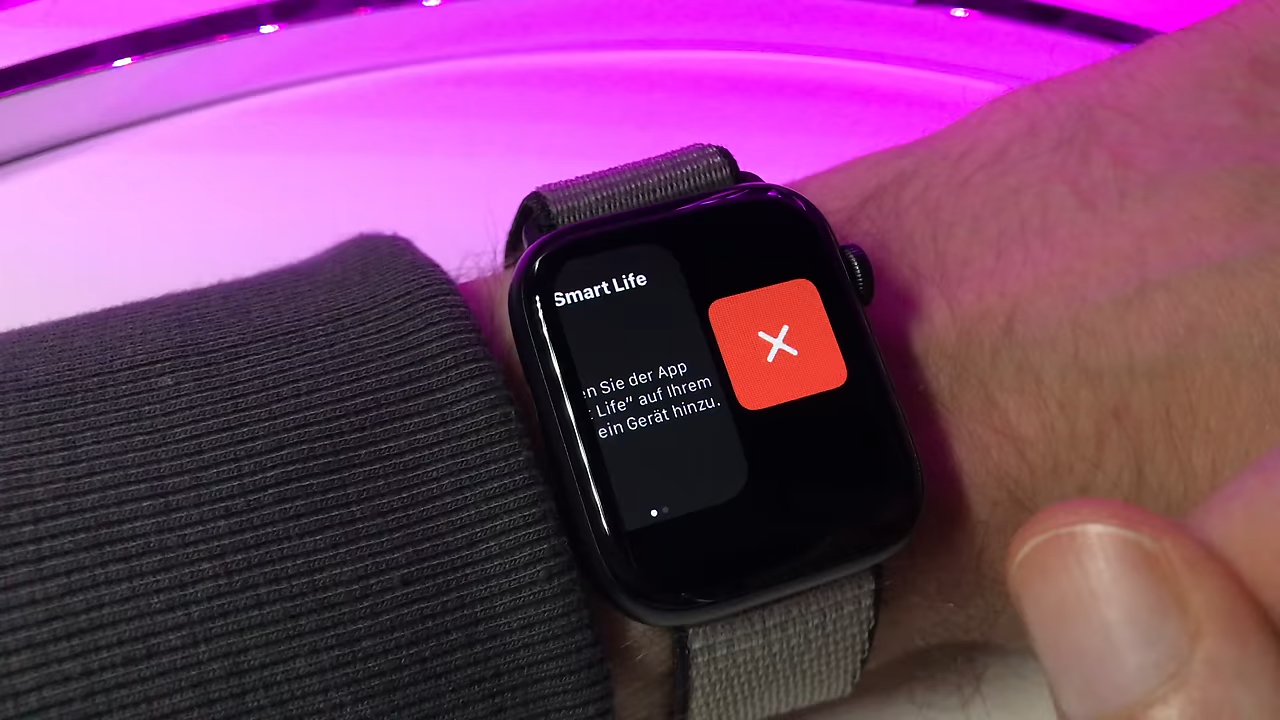 Smart Life
en Sie der App
t Life" auf Ihrem
ein Gerät hinzu.